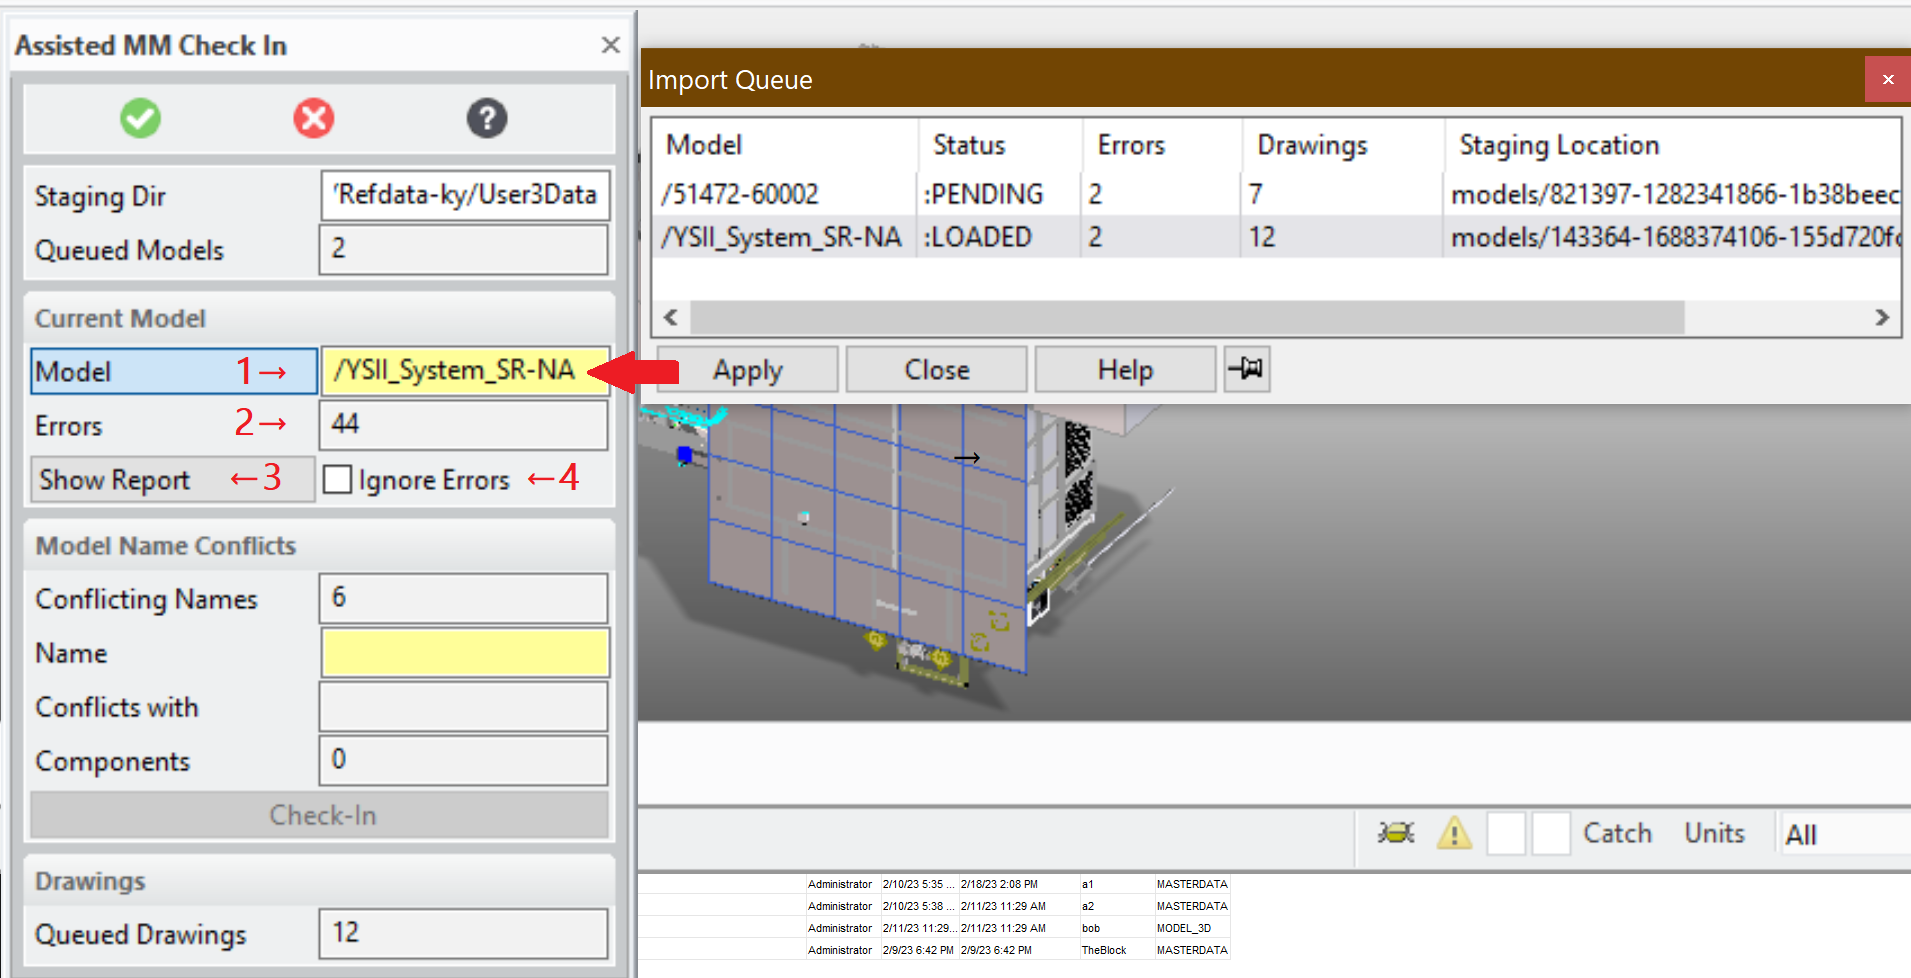 Assisted MM Check In
Staging Dir 'Refdata-ky/User3Data
Queued Models 2
Current Model
Model 1→ /YSII_System_SR-NA
Errors 2→ 44
Show Report ←3 Ignore Errors ←4
Model Name Conflicts
Conflicting Names 6
Name
Conflicts with
Components 0
Check-In
Drawings
Queued Drawings 12
Import Queue
Model Status Errors Drawings Staging Location
/51472-60002 :PENDING 2 7 models/821397-1282341866-1b38beec
/YSII_System_SR-NA :LOADED 2 12 models/143364-1688374106-155d720fc
Apply Close Help
Catch Units All
Administrator 2/10/23 5:35 ... 2/18/23 2:08 PM a1 MASTERDATA
Administrator 2/10/23 5:38 ... 2/11/23 11:29 AM a2 MASTERDATA
Administrator 2/11/23 11:29... 2/11/23 11:29 AM bob MODEL_3D
Administrator 2/9/23 6:42 PM 2/9/23 6:42 PM TheBlock MASTERDATA